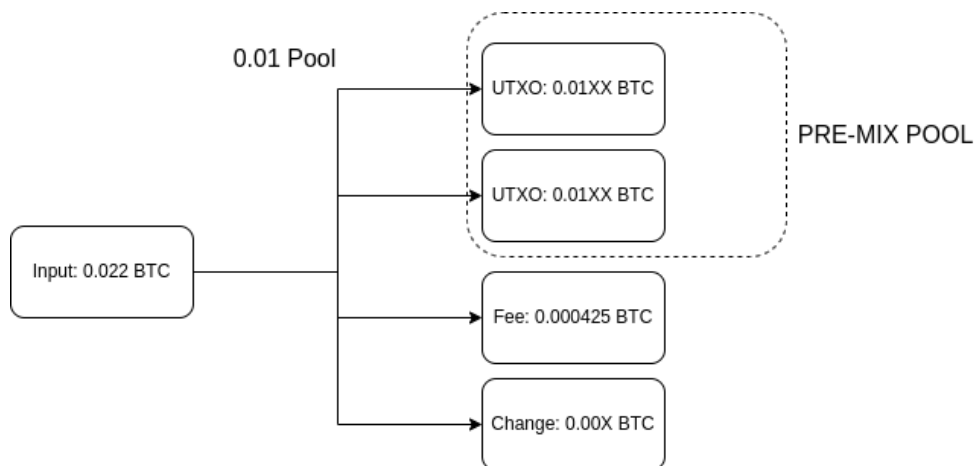 0.01 Pool
UTXO: 0.01XX BTC
PRE-MIX POOL
UTXO: 0.01XX BTC
Input: 0.022 BTC
Fee: 0.000425 BTC
Change: 0.00X BTC